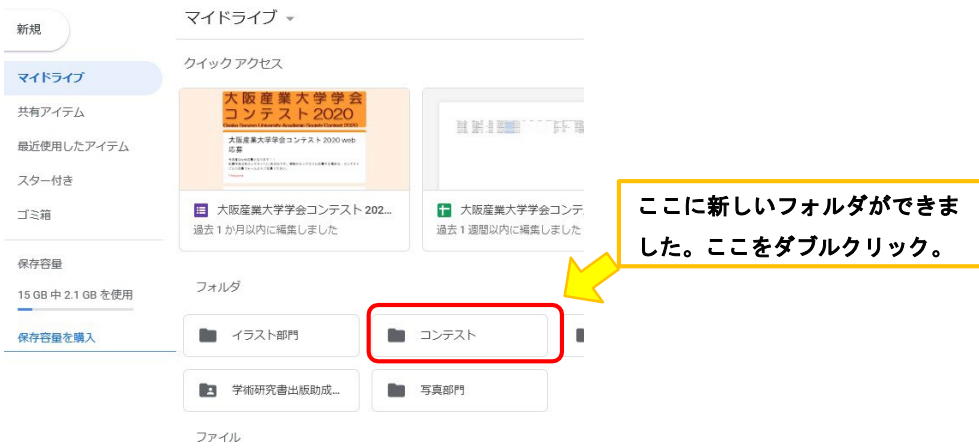 新規
マイドライブ
共有アイテム
最近使用したアイテム
スター付き
ゴミ箱
保存容量
15 GB 中 2.1 GB を使用
保存容量を購入
マイドライブ
クイック アクセス
大阪産業大学学会
コンテスト2020
大阪産業大学学会コンテスト2020 web
応募
大阪産業大学学会コンテスト 202...
過去 1 か月以内に編集しました
大阪産業大学学会コンテ
過去 1 週間以内に編集しました
フォルダ
イラスト部門
コンテスト
学術研究書出版助成...
写真部門
ファイル
ここに新しいフォルダができま
した。ここをダブルクリック。